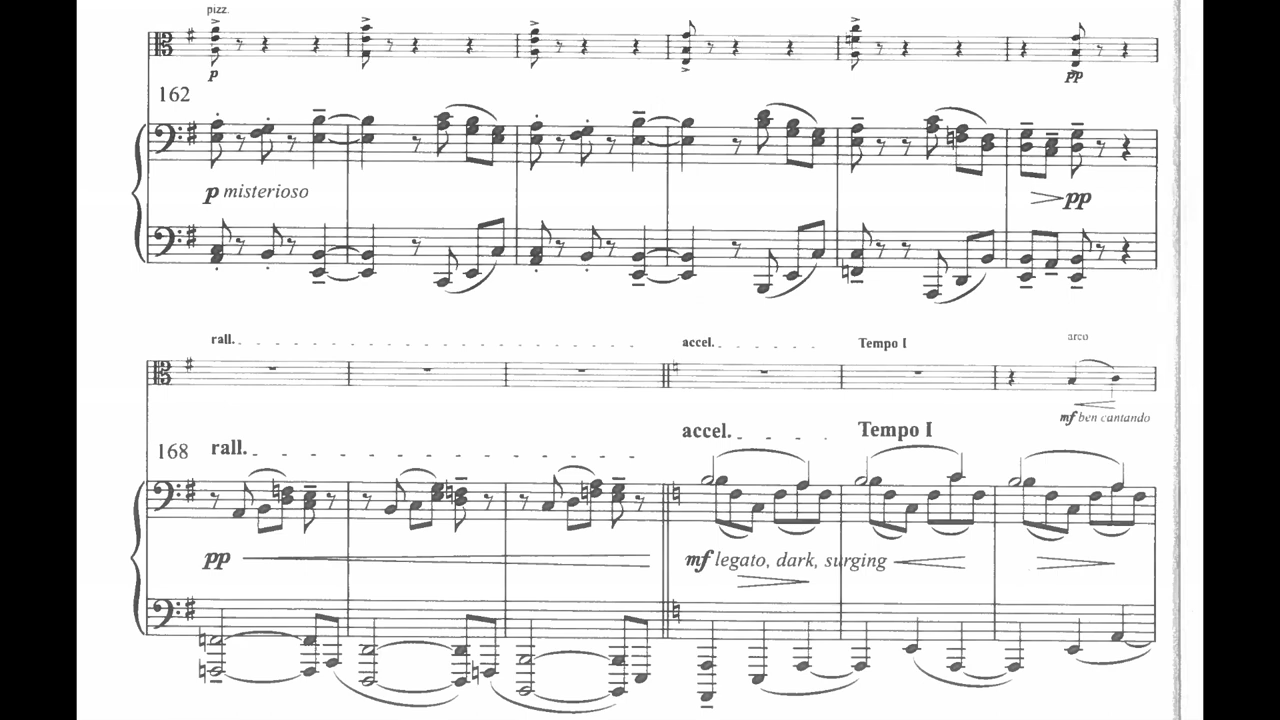 pizz.
p
pp
162
p misterioso
pp
rall.
accel.
Tempo I
arco
mf ben cantando
168
rall.
accel.
Tempo I
pp
mf legato, dark, surging